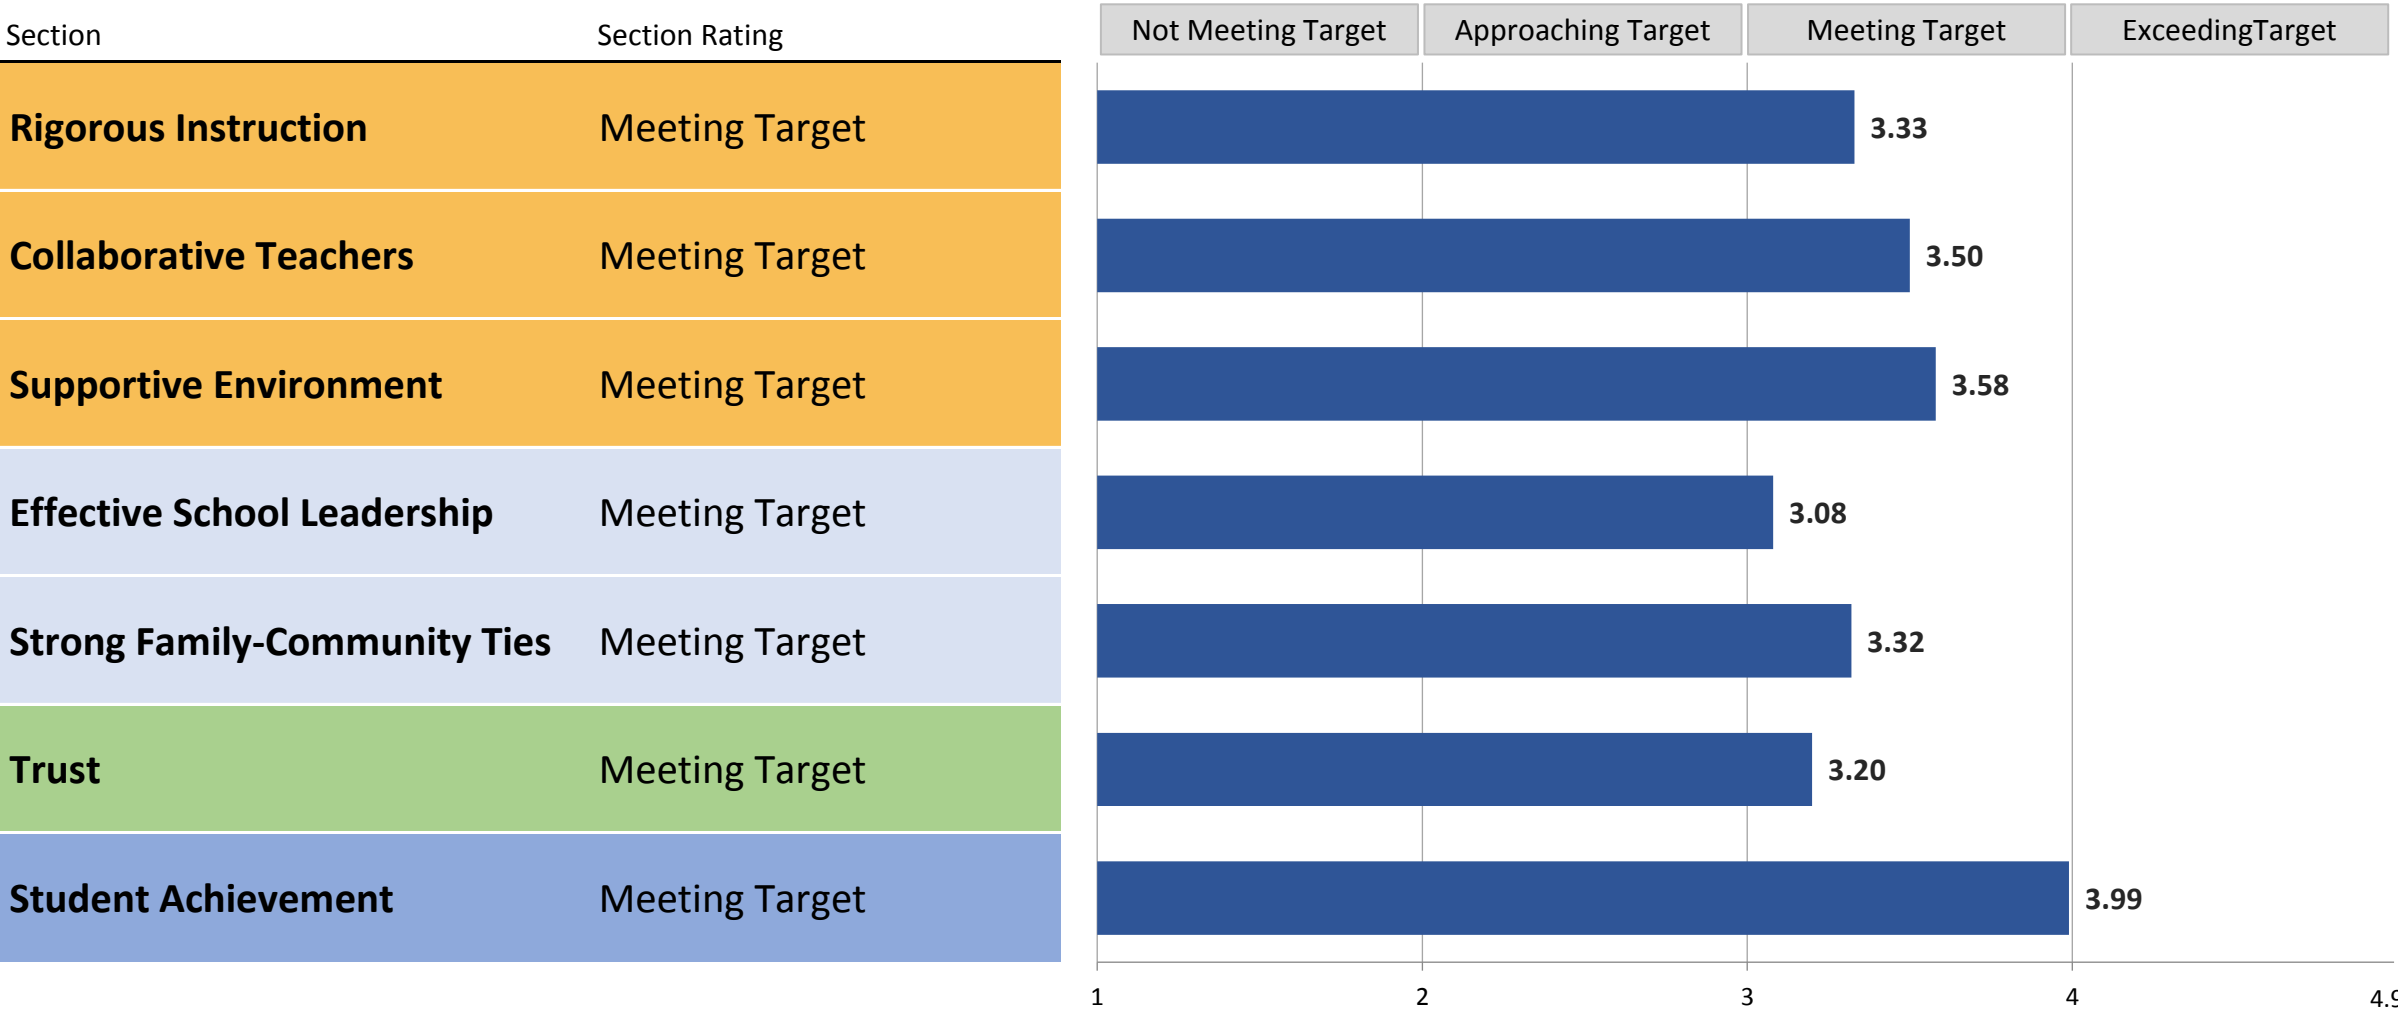 Section Section Rating Not Meeting Target Approaching Target Meeting Target ExceedingTarget
Rigorous Instruction Meeting Target 3.33
Collaborative Teachers Meeting Target 3.50
Supportive Environment Meeting Target 3.58
Effective School Leadership Meeting Target 3.08
Strong Family-Community Ties Meeting Target 3.32
Trust Meeting Target 3.20
Student Achievement Meeting Target 3.99
1 2 3 4 4.9